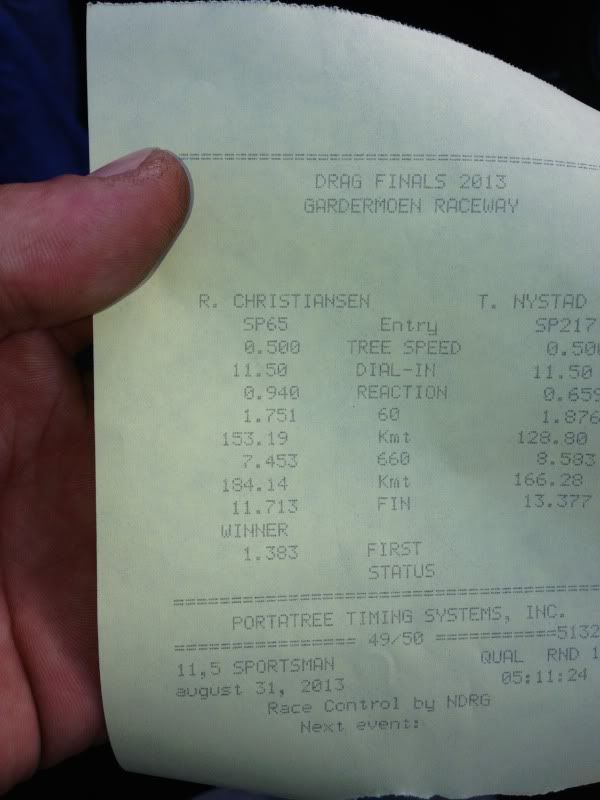 ================================
DRAG FINALS 2013
GARDERMOEN RACEWAY
R. CHRISTIANSEN T. NYSTAD
SP65 Entry SP217
0.500 TREE SPEED 0.500
11.50 DIAL-IN 11.50
0.940 REACTION 0.659
1.751 60 1.876
153.19 Kmt 128.80
7.453 660 8.583
184.14 Kmt 166.28
11.713 FIN 13.377
WINNER
1.383 FIRST
STATUS
================================
PORTATREE TIMING SYSTEMS, INC.
================ 49/50 ===========5132
11,5 SPORTSMAN QUAL RND 1
august 31, 2013 05:11:24
Race Control by NDRG
Next event: